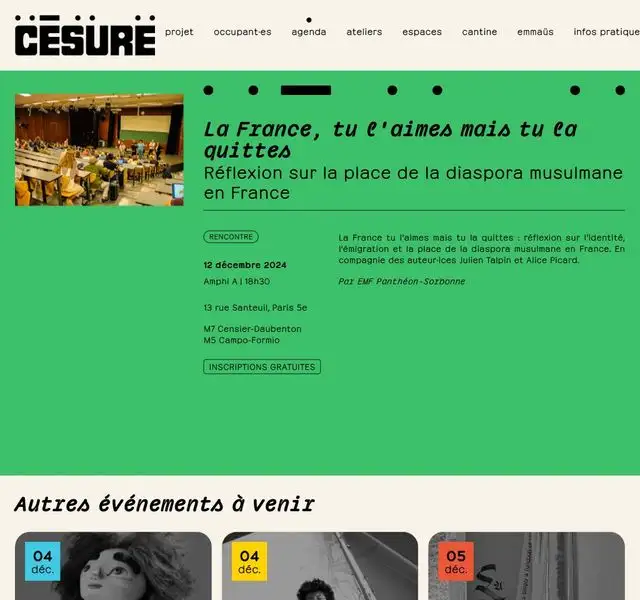 CÉSURE
projet occupant·es agenda ateliers espaces cantine emmaüs infos pratique
La France, tu l'aimes mais tu la
quittes
Réflexion sur la place de la diaspora musulmane
en France
RENCONTRE
12 décembre 2024
Amphi A | 18h30
13 rue Santeuil, Paris 5e
M7 Censier-Daubenton
M5 Campo-Formio
INSCRIPTIONS GRATUITES
La France tu l'aimes mais tu la quittes : réflexion sur l'identité,
l'émigration et la place de la diaspora musulmane en France. En
compagnie des auteur·ices Julien Talpin et Alice Picard.
Par EMF Panthéon-Sorbonne
Autres événements à venir
04
déc.
04
déc.
05
déc.